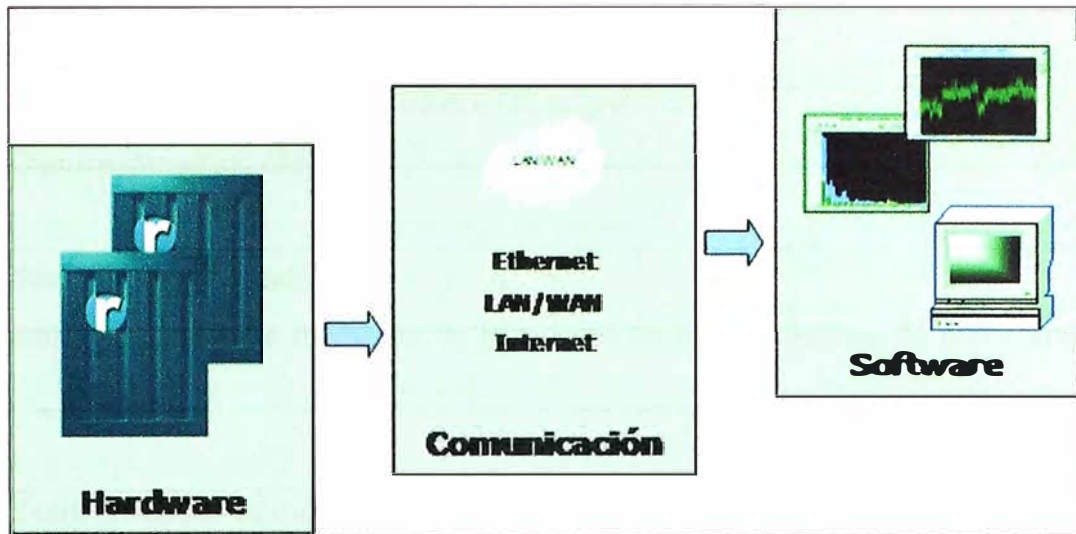 Hardware
LAN/WAN
Ethernet
LAN/WAN
Internet
Comunicación
Software
r
r